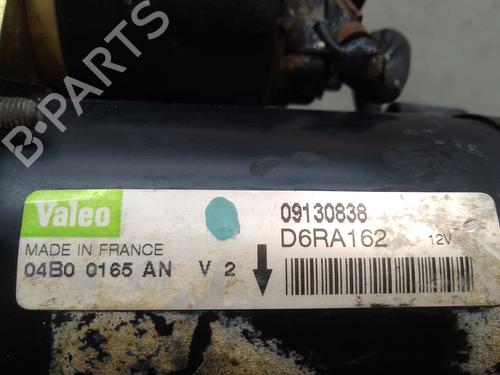 B-PARTS
Valeo
09130838
MADE IN FRANCE
D6RA162 12V
04B0 0165 AN V 2